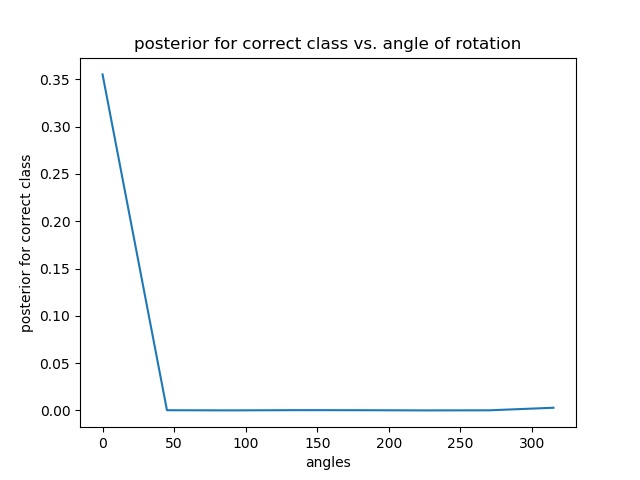 posterior for correct class vs. angle of rotation
posterior for correct class
0.35
0.30
0.25
0.20
0.15
0.10
0.05
0.00
0 50 100 150 200 250 300
angles